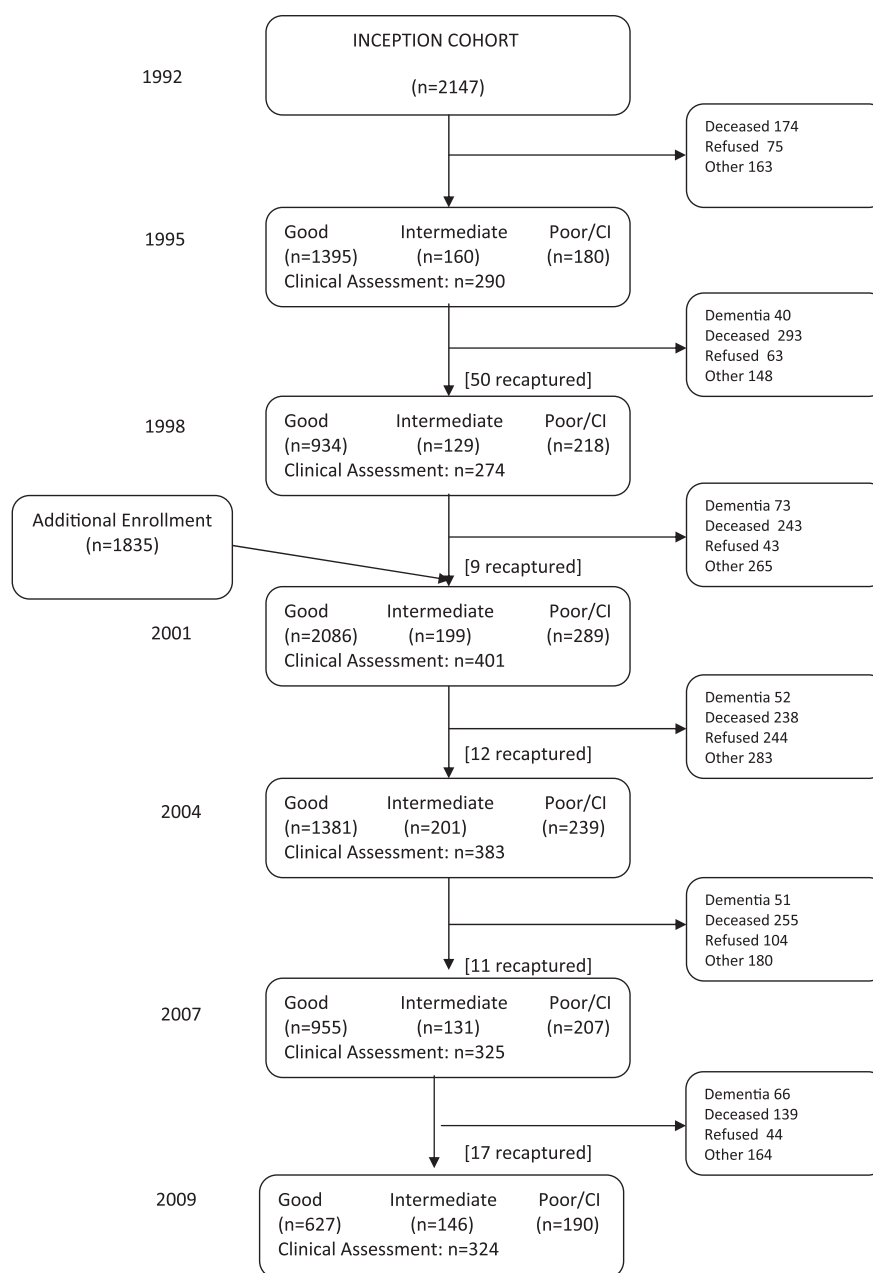 INCEPTION COHORT
1992
(n=2147)
Deceased 174
Refused 75
Other 163
1995
Good Intermediate Poor/CI
(n=1395) (n=160) (n=180)
Clinical Assessment: n=290
Dementia 40
Deceased 293
Refused 63
Other 148
[50 recaptured]
1998
Good Intermediate Poor/CI
(n=934) (n=129) (n=218)
Clinical Assessment: n=274
Additional Enrollment
(n=1835)
Dementia 73
Deceased 243
Refused 43
Other 265
[9 recaptured]
2001
Good Intermediate Poor/CI
(n=2086) (n=199) (n=289)
Clinical Assessment: n=401
Dementia 52
Deceased 238
Refused 244
Other 283
[12 recaptured]
2004
Good Intermediate Poor/CI
(n=1381) (n=201) (n=239)
Clinical Assessment: n=383
Dementia 51
Deceased 255
Refused 104
Other 180
[11 recaptured]
2007
Good Intermediate Poor/CI
(n=955) (n=131) (n=207)
Clinical Assessment: n=325
Dementia 66
Deceased 139
Refused 44
Other 164
[17 recaptured]
2009
Good Intermediate Poor/CI
(n=627) (n=146) (n=190)
Clinical Assessment: n=324